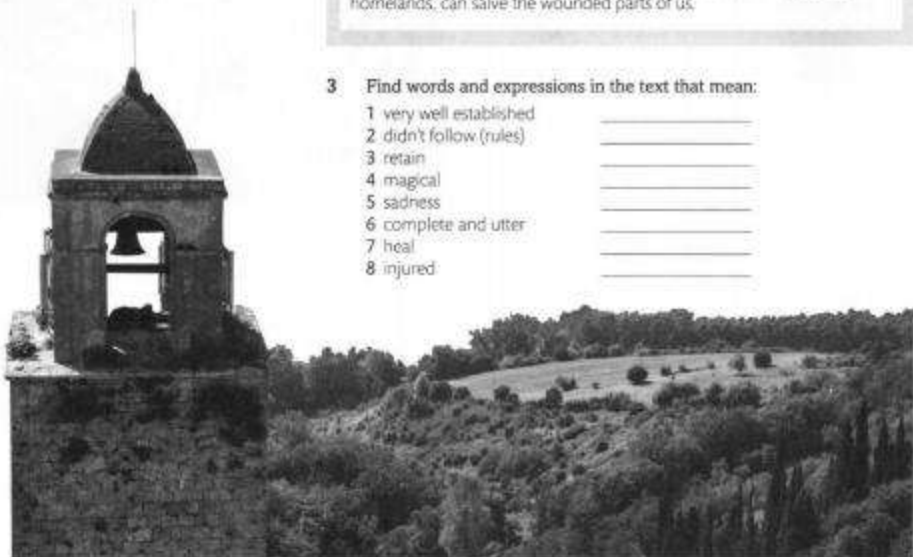 homelands, can salve the wounded parts of us.
3 Find words and expressions in the text that mean:
1 very well established
2 didn't follow (rules)
3 retain
4 magical
5 sadness
6 complete and utter
7 heal
8 injured